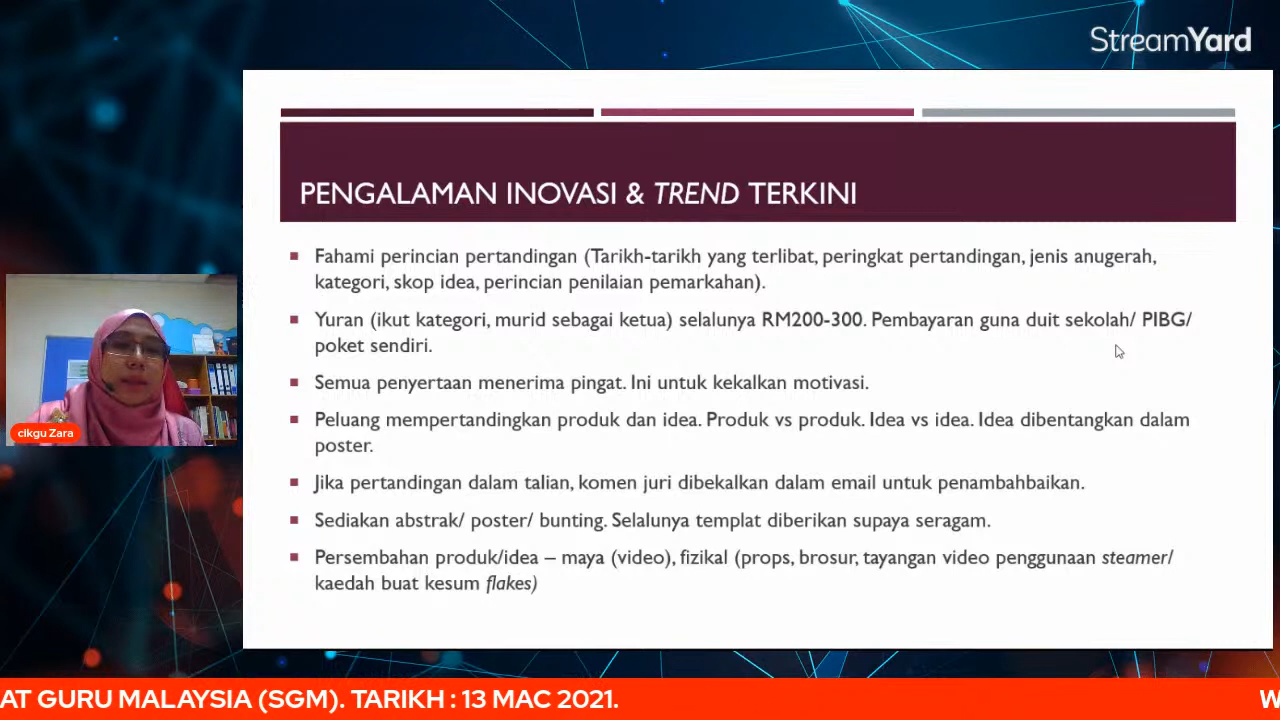 StreamYard
PENGALAMAN INOVASI & TREND TERKINI
Fahami perincian pertandingan (Tarikh-tarikh yang terlibat, peringkat pertandingan, jenis anugerah,
kategori, skop idea, perincian penilaian pemarkahan).
Yuran (ikut kategori, murid sebagai ketua) selalunya RM200-300. Pembayaran guna duit sekolah/ PIBG/
poket sendiri.
Semua penyertaan menerima pingat. Ini untuk kekalkan motivasi.
Peluang mempertandingkan produk dan idea. Produk vs produk. Idea vs idea. Idea dibentangkan dalam
poster.
Jika pertandingan dalam talian, komen juri dibekalkan dalam email untuk penambahbaikan.
Sediakan abstrak/ poster/ bunting. Selalunya templat diberikan supaya seragam.
Persembahan produk/idea – maya (video), fizikal (props, brosur, tayangan video penggunaan steamer/
kaedah buat kesum flakes)
cikgu Zara
AT GURU MALAYSIA (SGM). TARIKH : 13 MAC 2021.
W